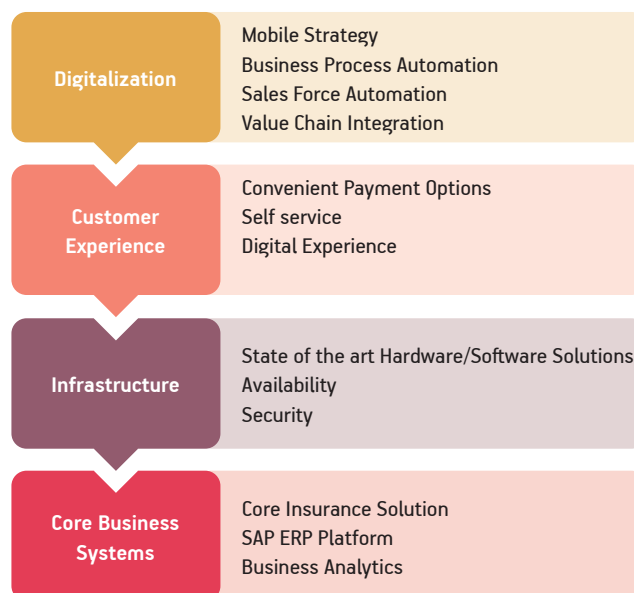 Digitalization
Mobile Strategy
Business Process Automation
Sales Force Automation
Value Chain Integration
Customer
Experience
Convenient Payment Options
Self service
Digital Experience
Infrastructure
State of the art Hardware/Software Solutions
Availability
Security
Core Business
Systems
Core Insurance Solution
SAP ERP Platform
Business Analytics